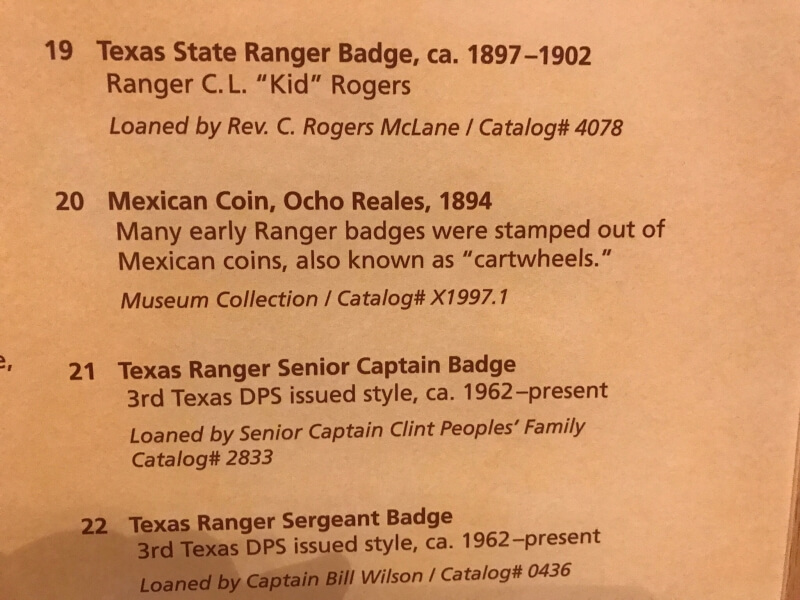 19 Texas State Ranger Badge, ca. 1897–1902
Ranger C.L. “Kid” Rogers
Loaned by Rev. C. Rogers McLane / Catalog# 4078
20 Mexican Coin, Ocho Reales, 1894
Many early Ranger badges were stamped out of
Mexican coins, also known as “cartwheels.”
Museum Collection / Catalog# X1997.1
21 Texas Ranger Senior Captain Badge
3rd Texas DPS issued style, ca. 1962–present
Loaned by Senior Captain Clint Peoples’ Family
Catalog# 2833
22 Texas Ranger Sergeant Badge
3rd Texas DPS issued style, ca. 1962–present
Loaned by Captain Bill Wilson / Catalog# 0436